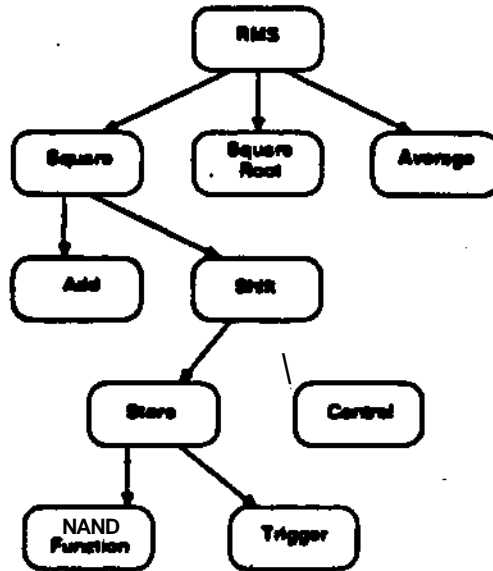 RMS
Square
Square
Root
Average
Add
Shift
Store
Control
NAND
Function
Trigger